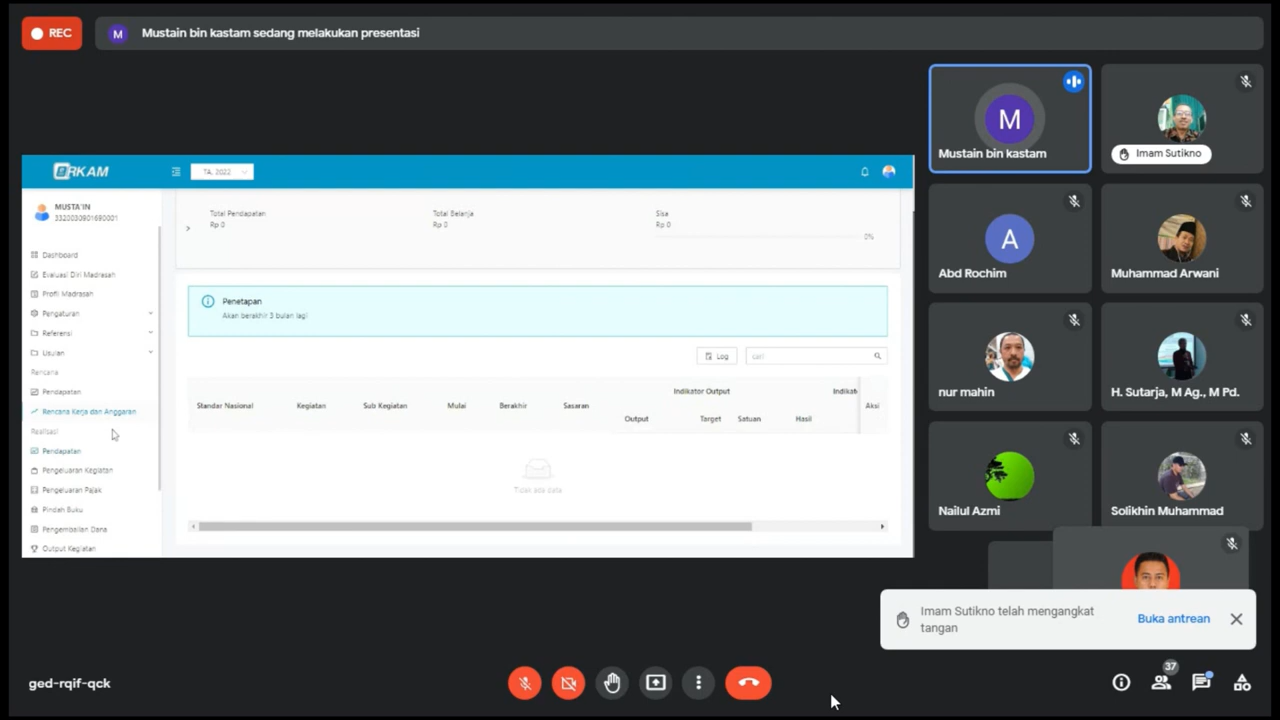 REC
M
Mustain bin kastam sedang melakukan presentasi
ERKAM
TA. 2022
MUSTA'IN
3320030901690001
Dashboard
Evaluasi Diri Madrasah
Profil Madrasah
Pengaturan
Referensi
Usulan
Rencana
Pendapatan
Rencana Kerja dan Anggaran
Realisasi
Pendapatan
Pengeluaran Kegiatan
Pengeluaran Pajak
Pindah Buku
Pengembalian Dana
Output Kegiatan
Total Pendapatan
Rp 0
Total Belanja
Rp 0
Sisa
Rp 0
0%
Penetapan
Akan berakhir 3 bulan lagi
Log
cari
Standar Nasional
Kegiatan
Sub Kegiatan
Mulai
Berakhir
Sasaran
Indikator Output
Indikat
Aksi
Output
Target
Satuan
Hasil
Tidak ada data
M
Mustain bin kastam
Imam Sutikno
A
Abd Rochim
Muhammad Arwani
nur mahin
H. Sutarja, M Ag., M Pd.
Nailul Azmi
Solikhin Muhammad
Imam Sutikno telah mengangkat
tangan
Buka antrean
ged-rqif-qck
37